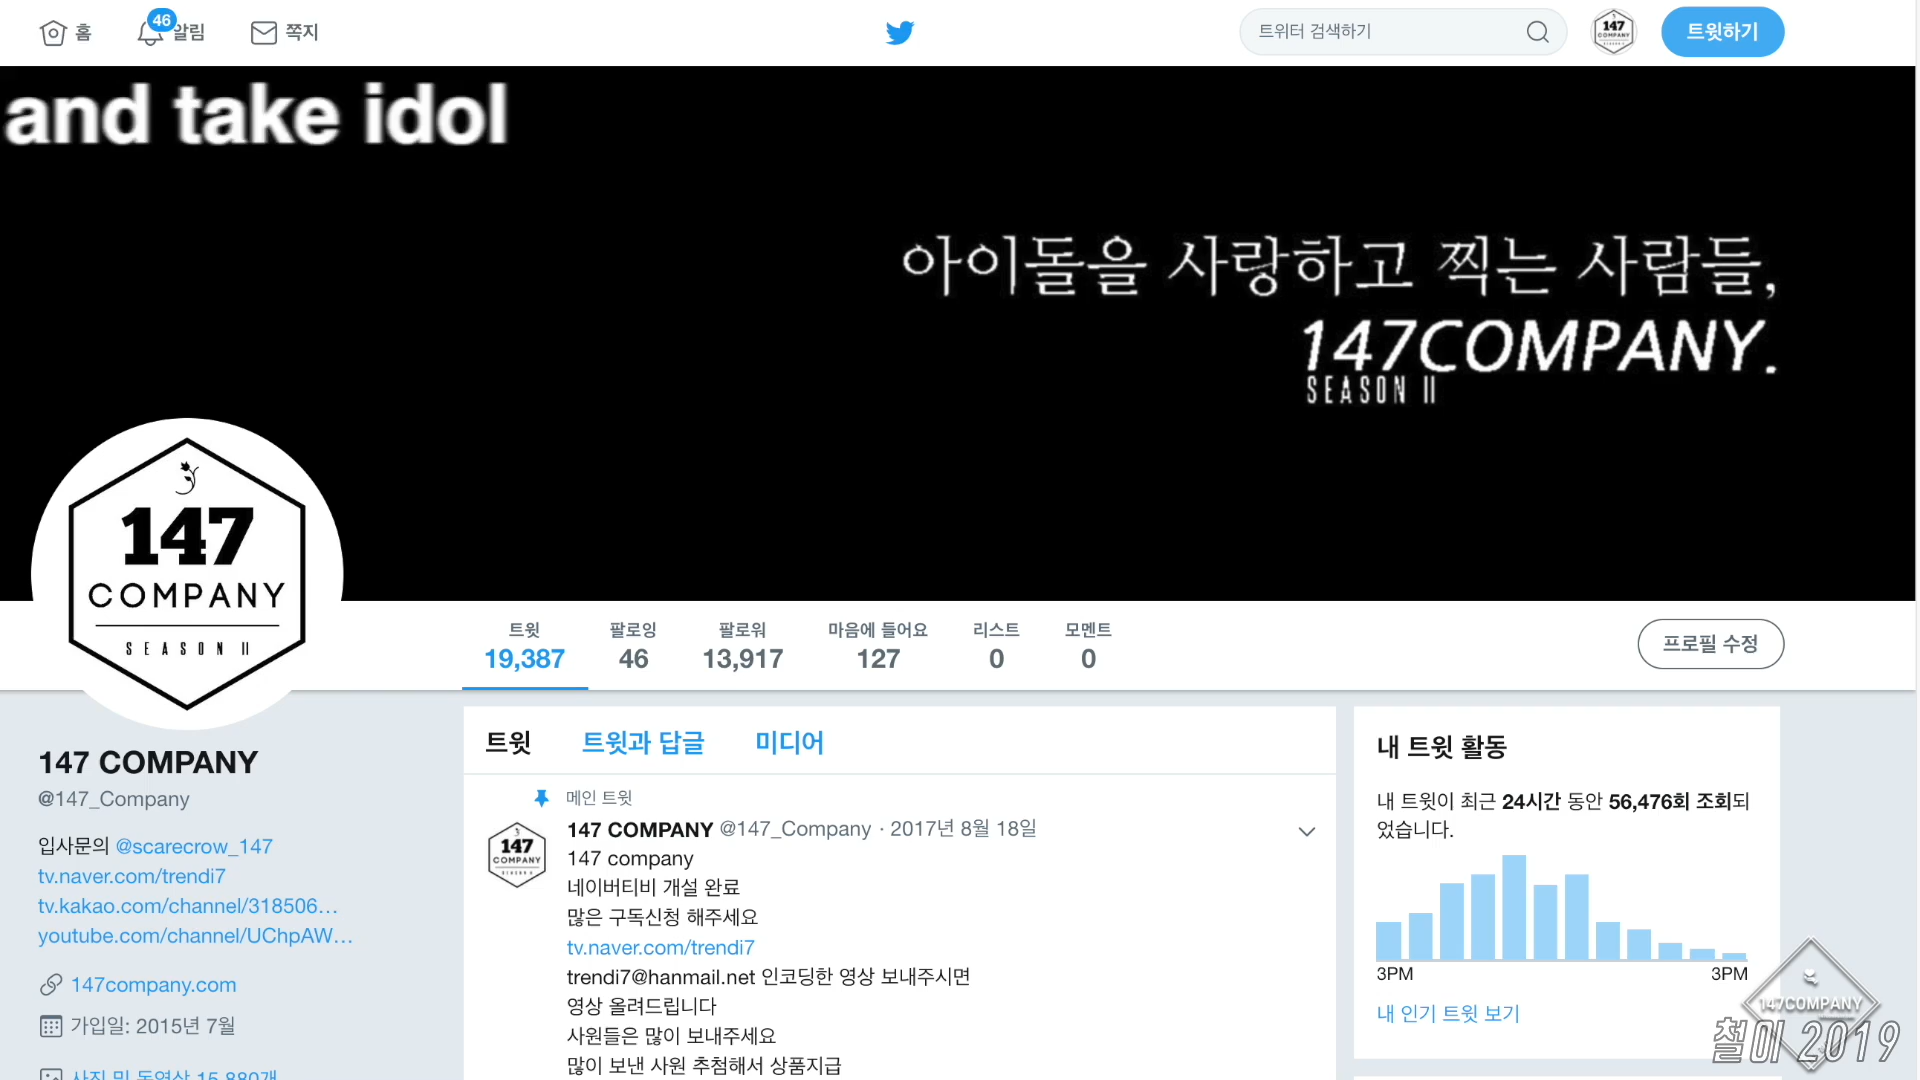 홈
46
알림
쪽지
트위터 검색하기
147
COMPANY
트윗하기
and take idol
아이돌을 사랑하고 찍는 사람들,
147COMPANY.
SEASON II
147
COMPANY
SEASON II
트윗 팔로잉 팔로워 마음에 들어요 리스트 모멘트
19,387 46 13,917 127 0 0
프로필 수정
147 COMPANY
@147_Company
입사문의 @scarecrow_147
tv.naver.com/trendi7
tv.kakao.com/channel/318506…
youtube.com/channel/UChpAW…
147company.com
가입일: 2015년 7월
사진 및 동영상 15,880개
트윗 트윗과 답글 미디어
메인 트윗
147
COMPANY
147 COMPANY @147_Company · 2017년 8월 18일
147 company
네이버티비 개설 완료
많은 구독신청 해주세요
tv.naver.com/trendi7
trendi7@hanmail.net 인코딩한 영상 보내주시면
영상 올려드립니다
사원들은 많이 보내주세요
많이 보낸 사원 추첨해서 상품지급
내 트윗 활동
내 트윗이 최근 24시간 동안 56,476회 조회되
었습니다.
3PM 3PM
내 인기 트윗 보기
147COMPANY
철이 2019